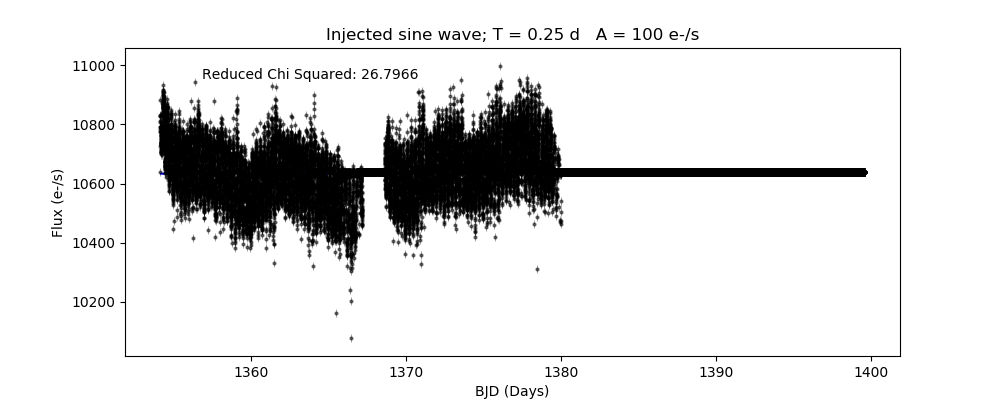 Injected sine wave; T = 0.25 d   A = 100 e-/s
Reduced Chi Squared: 26.7966
11000
10800
10600
10400
10200
Flux (e-/s)
1360 1370 1380 1390 1400
BJD (Days)